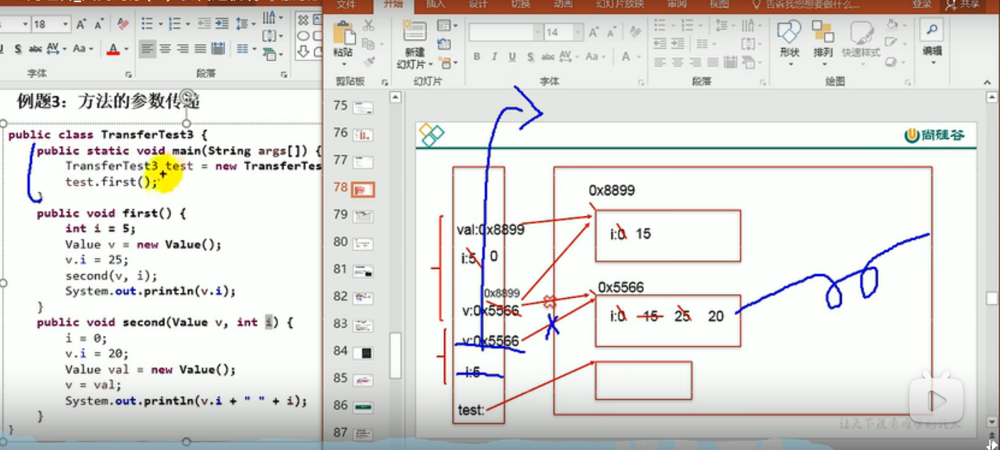 18
A A
S abc AV Aa A
字体
段落
例题3：方法的参数传递
public class TransferTest3 {
public static void main(String args[]) {
TransferTest3 test = new TransferTes
test.first();
}
public void first() {
int i = 5;
Value v = new Value();
v.i = 25;
second(v, i);
System.out.println(v.i);
}
public void second(Value v, int i) {
i = 0;
v.i = 20;
Value val = new Value();
v = val;
System.out.println(v.i + " " + i);
}
}
文件 开始 插入 设计 切换 动画 幻灯片放映 审阅 视图 告诉我您想要做什么... 登录 共享
粘贴
新建
幻灯片
14
A A
B I U S abc AV Aa A
形状 排列 快速样式
编辑
剪贴板 幻灯片 字体 段落 绘图
75
76
77
78
79
80
81
82
83
84
85
86
87
尚硅谷
0x8899
val:0x8899
i:0 15
i:5 0
0x8899
v:0x5566
0x5566
i:0 15 25 20
v:0x5566
i:5
test: